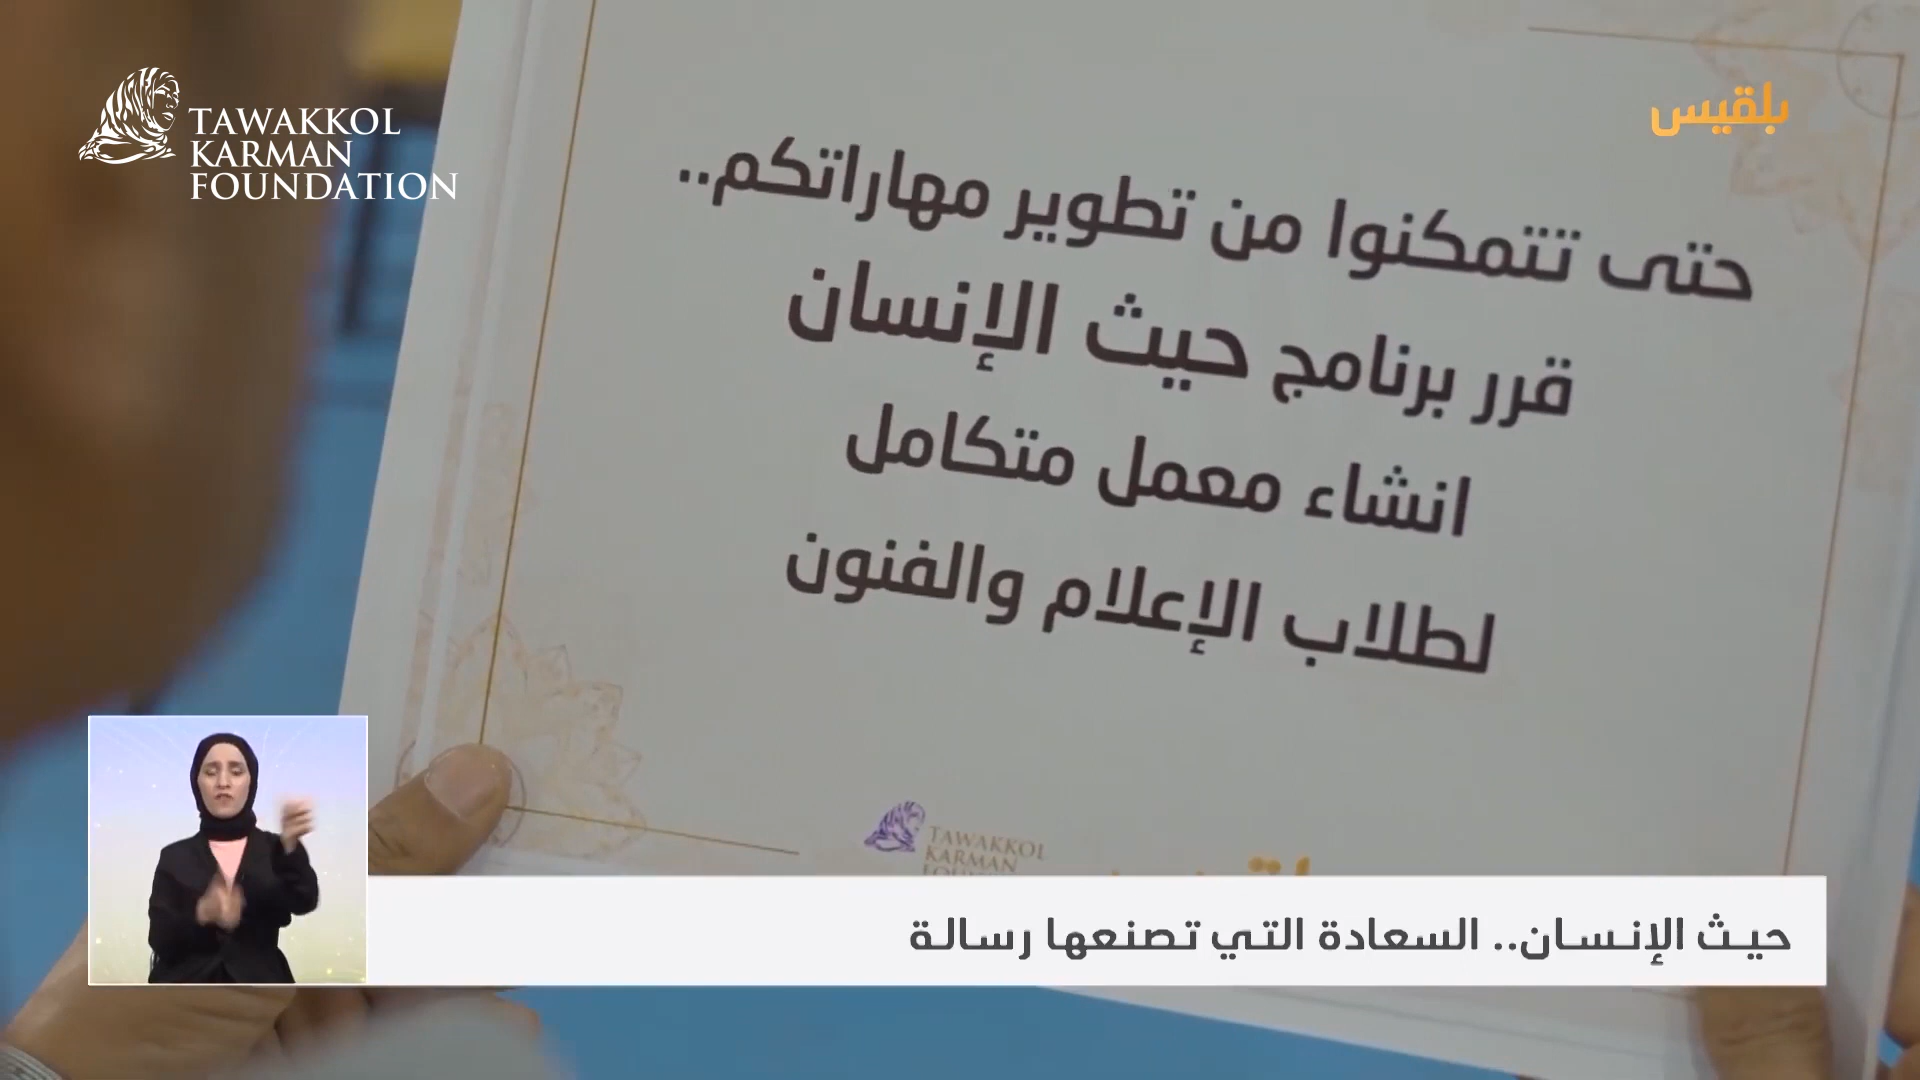 TAWAKKOL
KARMAN
FOUNDATION
بلقيس
حتى تتمكنوا من تطوير مهاراتكم..
قرر برنامج حيث الإنسان
انشاء معمل متكامل
لطلاب الإعلام والفنون
TAWAKKOL
KARMAN
حيث الإنسان.. السعادة التي تصنعها رسالة